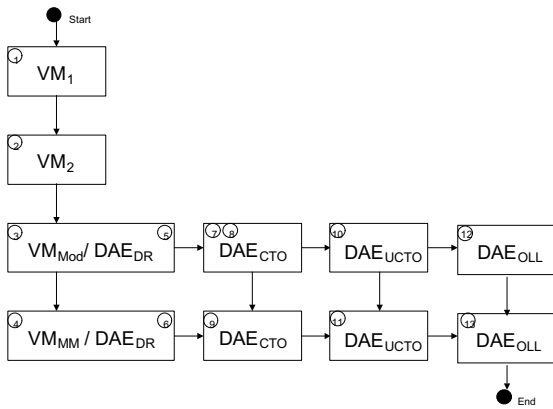 Start
1
VM1
2
VM2
3 5 7 8 10 12
VMMod/ DAEDR DAECTO DAEUCTO DAEOLL
4 6 9 11 13
VMMM / DAEDR DAECTO DAEUCTO DAEOLL
End